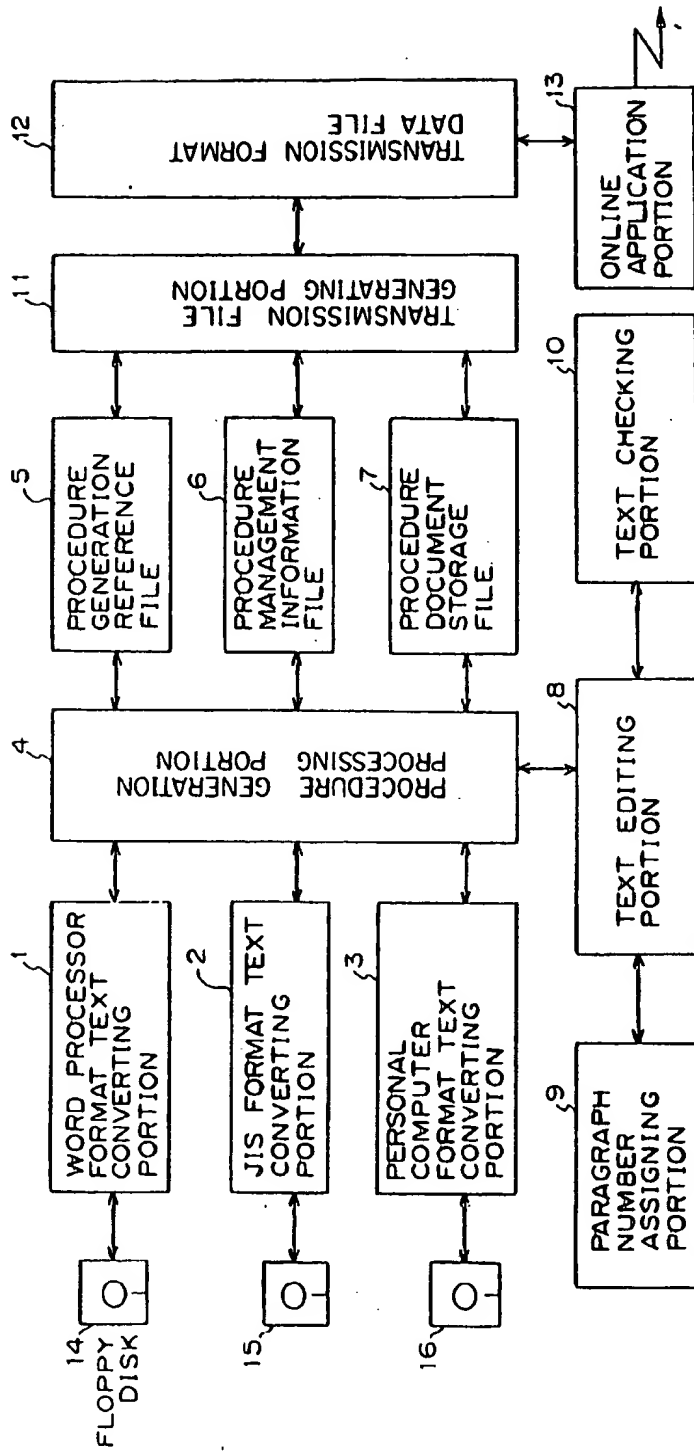 14
FLOPPY
DISK
1
WORD PROCESSOR
FORMAT TEXT
CONVERTING
PORTION
15
2
JIS FORMAT TEXT
CONVERTING
PORTION
16
3
PERSONAL
COMPUTER
FORMAT TEXT
CONVERTING
PORTION
4
PROCEDURE GENERATION
PROCESSING
PORTION
5
PROCEDURE
GENERATION
REFERENCE
FILE
6
PROCEDURE
MANAGEMENT
INFORMATION
FILE
7
PROCEDURE
DOCUMENT
STORAGE
FILE
11
TRANSMISSION FILE
GENERATING PORTION
12
TRANSMISSION FORMAT
DATA FILE
9
PARAGRAPH
NUMBER
ASSIGNING
PORTION
8
TEXT EDITING
PORTION
10
TEXT CHECKING
PORTION
13
ONLINE
APPLICATION
PORTION